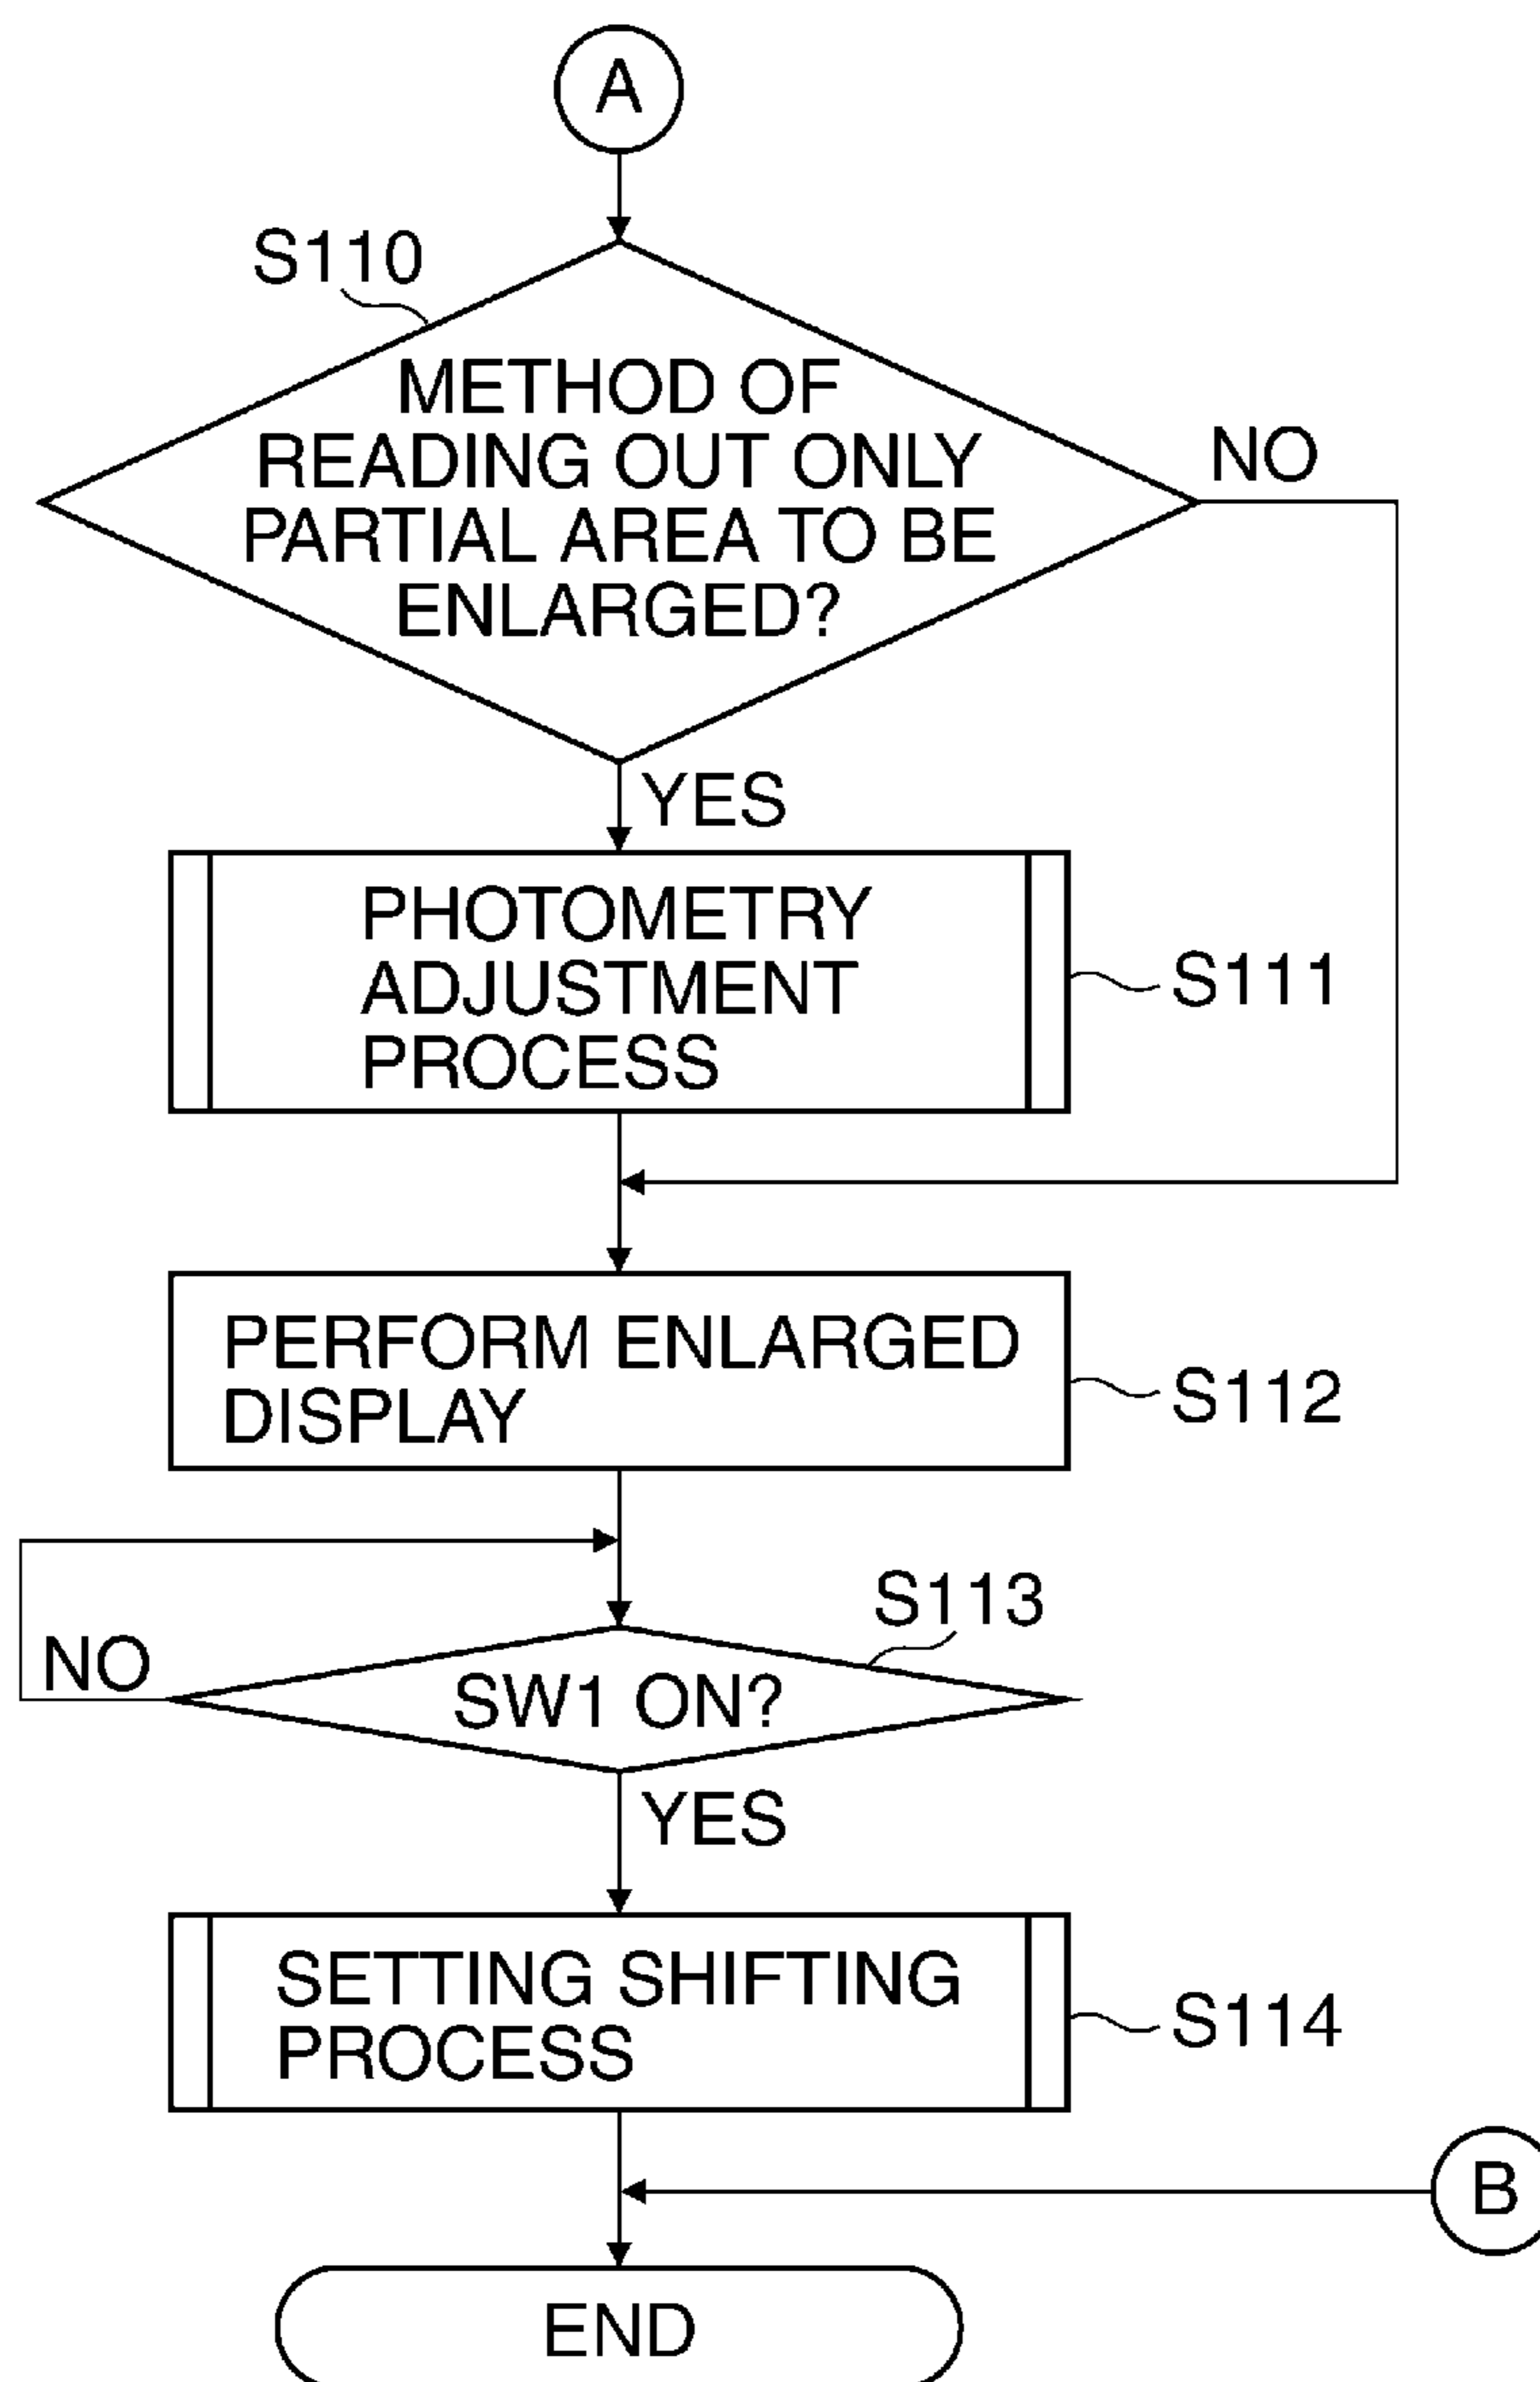 A
S110
METHOD OF
READING OUT ONLY
PARTIAL AREA TO BE
ENLARGED?
NO
YES
PHOTOMETRY
ADJUSTMENT
PROCESS
S111
PERFORM ENLARGED
DISPLAY
S112
S113
NO
SW1 ON?
YES
SETTING SHIFTING
PROCESS
S114
B
END